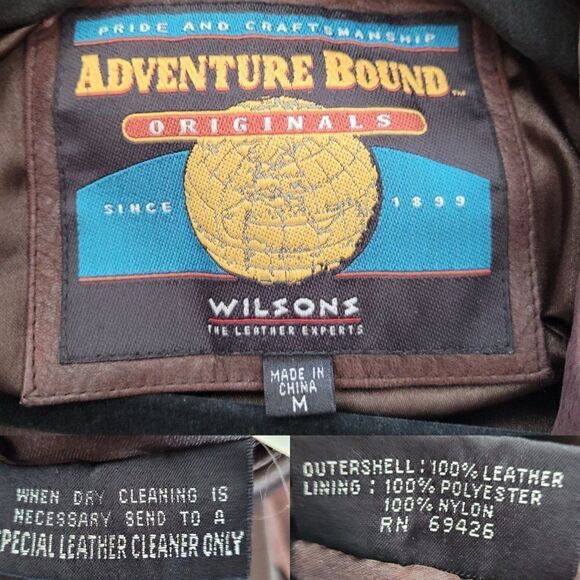 PRIDE AND CRAFTSMANSHIP
ADVENTURE BOUND™
ORIGINALS
SINCE 1899
WILSONS
THE LEATHER EXPERTS
MADE IN
CHINA
M
WHEN DRY CLEANING IS
NECESSARY SEND TO A
SPECIAL LEATHER CLEANER ONLY
OUTERSHELL : 100% LEATHER
LINING : 100% POLYESTER
100% NYLON
RN 69426